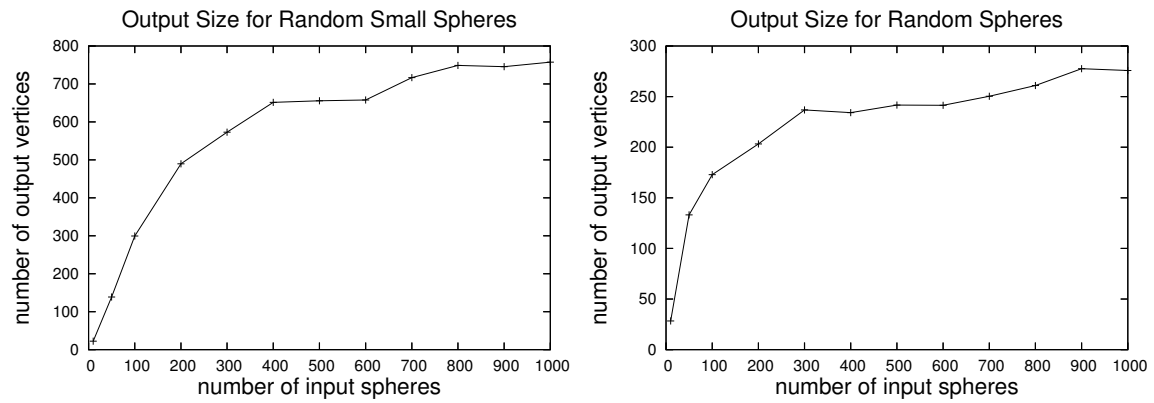 Output Size for Random Small Spheres
number of output vertices
800
700
600
500
400
300
200
100
0
0 100 200 300 400 500 600 700 800 900 1000
number of input spheres
Output Size for Random Spheres
number of output vertices
300
250
200
150
100
50
0
0 100 200 300 400 500 600 700 800 900 1000
number of input spheres